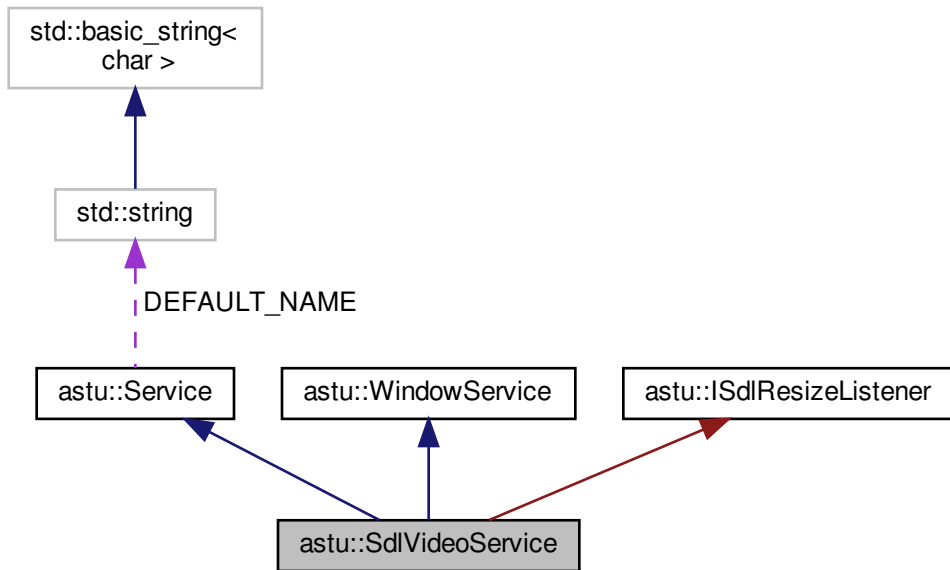 std::basic_string<
char >
std::string
DEFAULT_NAME
astu::Service
astu::WindowService
astu::ISdlResizeListener
astu::SdlVideoService